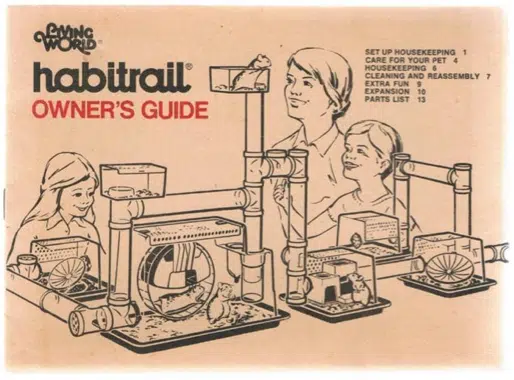 LIVING
WORLD®
habitrail®
OWNER'S GUIDE
SET UP HOUSEKEEPING 1
CARE FOR YOUR PET 4
HOUSEKEEPING 6
CLEANING AND REASSEMBLY 7
EXTRA FUN 9
EXPANSION 10
PARTS LIST 13